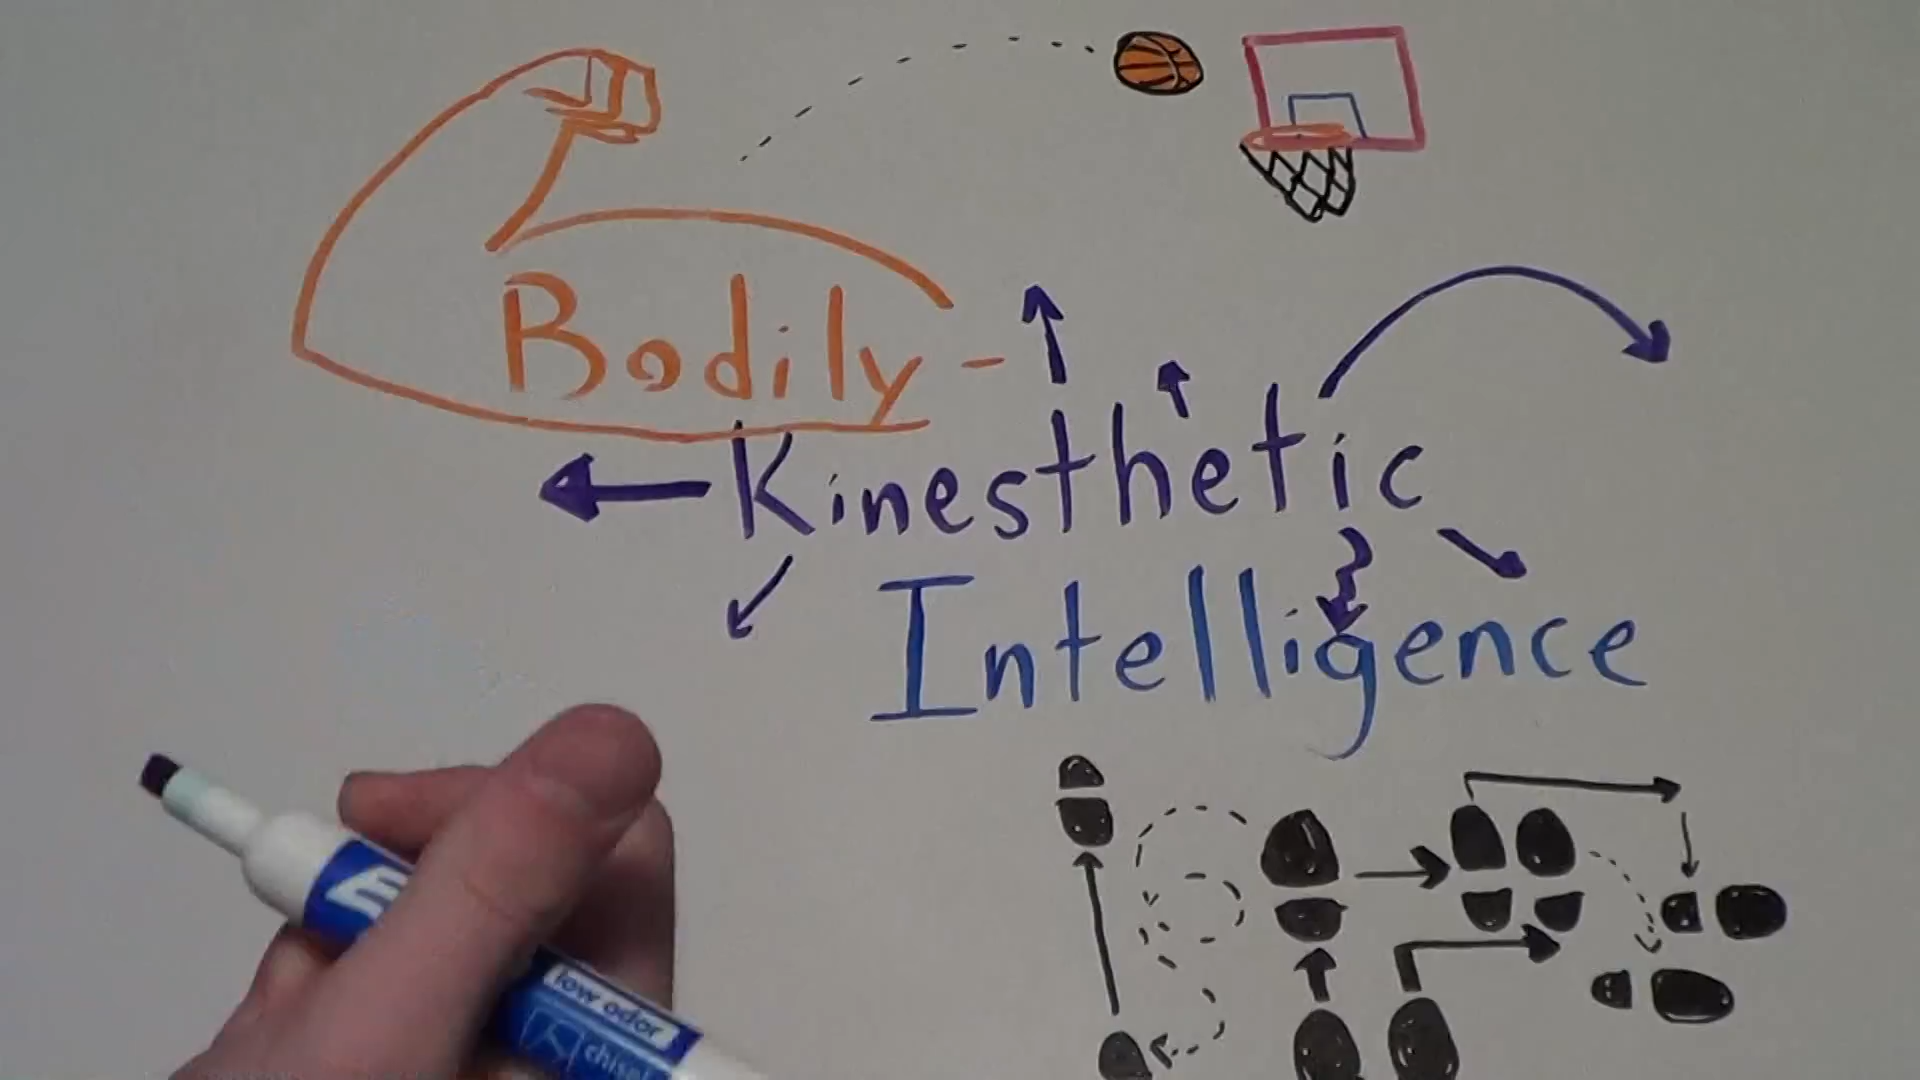 Bodily -
Kinesthetic
Intelligence
low odor
chisel